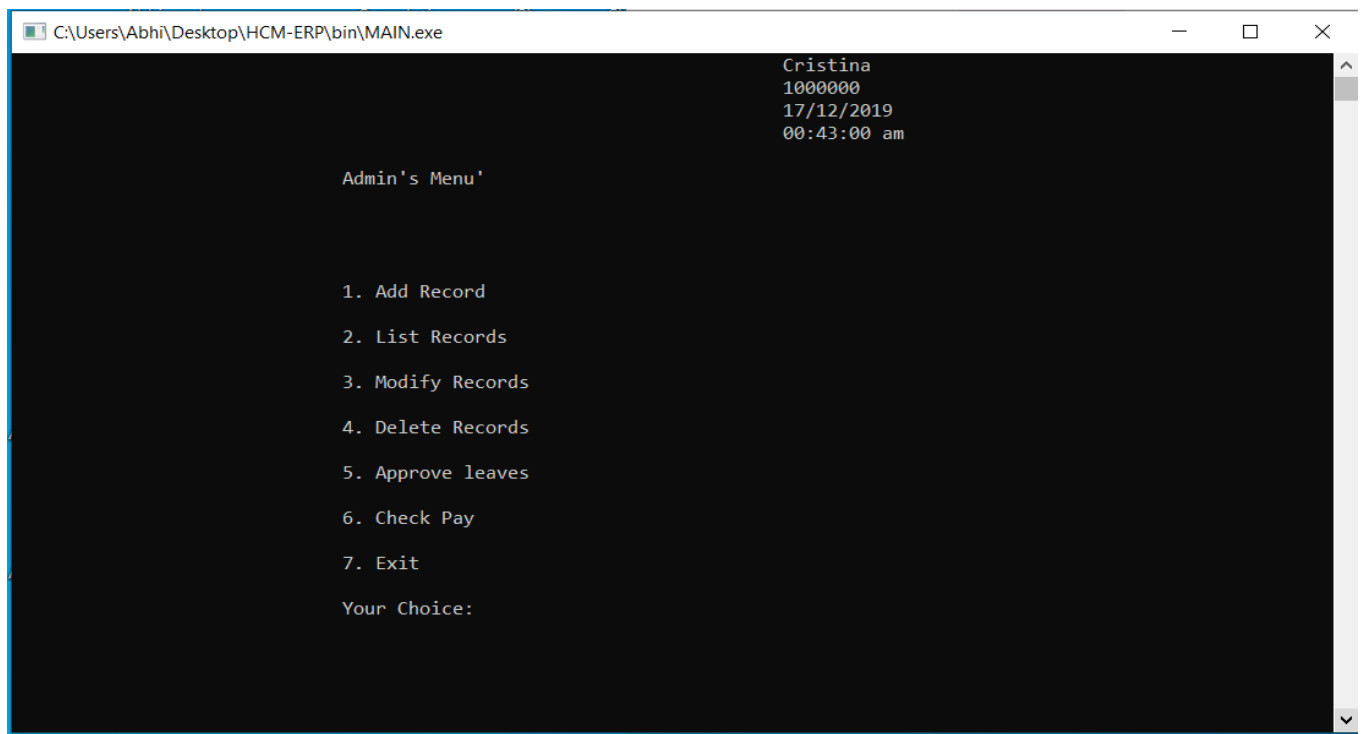 C:\Users\Abhi\Desktop\HCM-ERP\bin\MAIN.exe
Cristina
1000000
17/12/2019
00:43:00 am
Admin's Menu'
1. Add Record
2. List Records
3. Modify Records
4. Delete Records
5. Approve leaves
6. Check Pay
7. Exit
Your Choice: